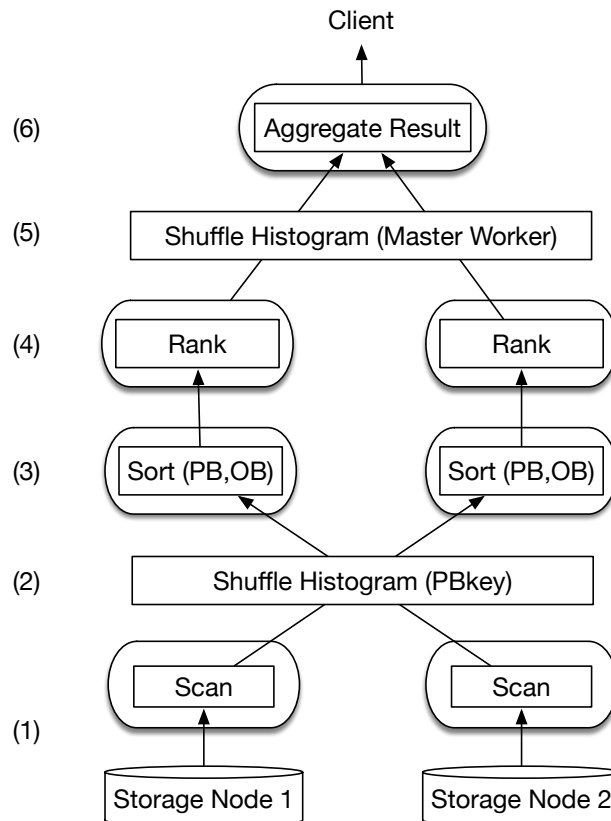 Client
(6) Aggregate Result
(5) Shuffle Histogram (Master Worker)
(4) Rank Rank
(3) Sort (PB,OB) Sort (PB,OB)
(2) Shuffle Histogram (PBkey)
Scan Scan
(1)
Storage Node 1 Storage Node 2